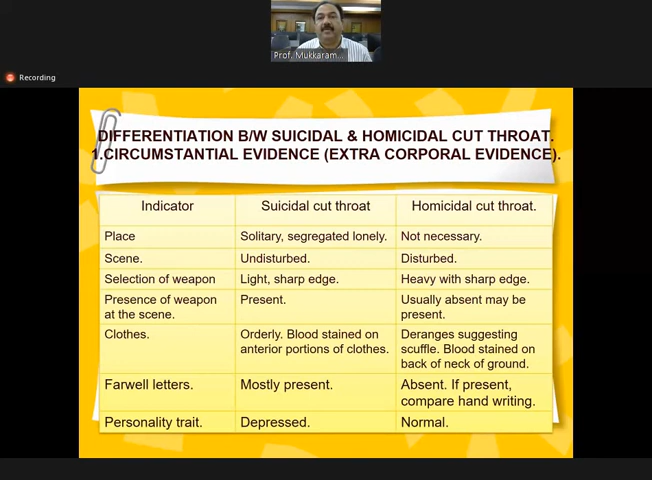 Prof. Mukkaram...
Recording
DIFFERENTIATION B/W SUICIDAL & HOMICIDAL CUT THROAT.
1.CIRCUMSTANTIAL EVIDENCE (EXTRA CORPORAL EVIDENCE).
Indicator Suicidal cut throat Homicidal cut throat.
Place Solitary, segregated lonely. Not necessary.
Scene. Undisturbed. Disturbed.
Selection of weapon Light, sharp edge. Heavy with sharp edge.
Presence of weapon
at the scene.
Present.
Usually absent may be
present.
Clothes.
Orderly. Blood stained on
anterior portions of clothes.
Deranges suggesting
scuffle. Blood stained on
back of neck of ground.
Farwell letters. Mostly present.
Absent. If present,
compare hand writing.
Personality trait. Depressed. Normal.